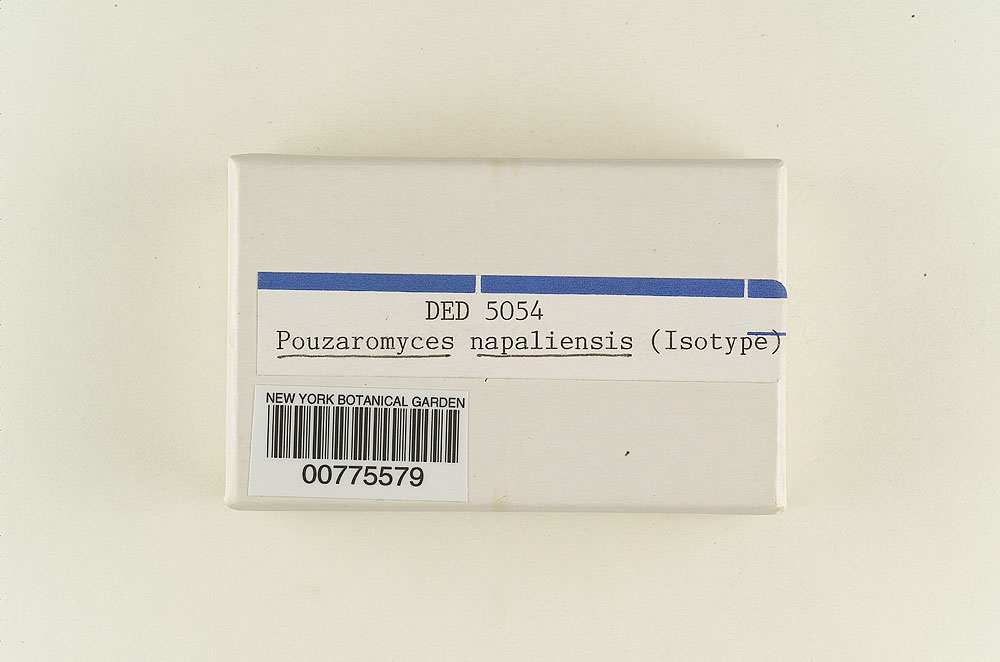 DED 5054
Pouzaromyces napaliensis (Isotype)
NEW YORK BOTANICAL GARDEN
00775579